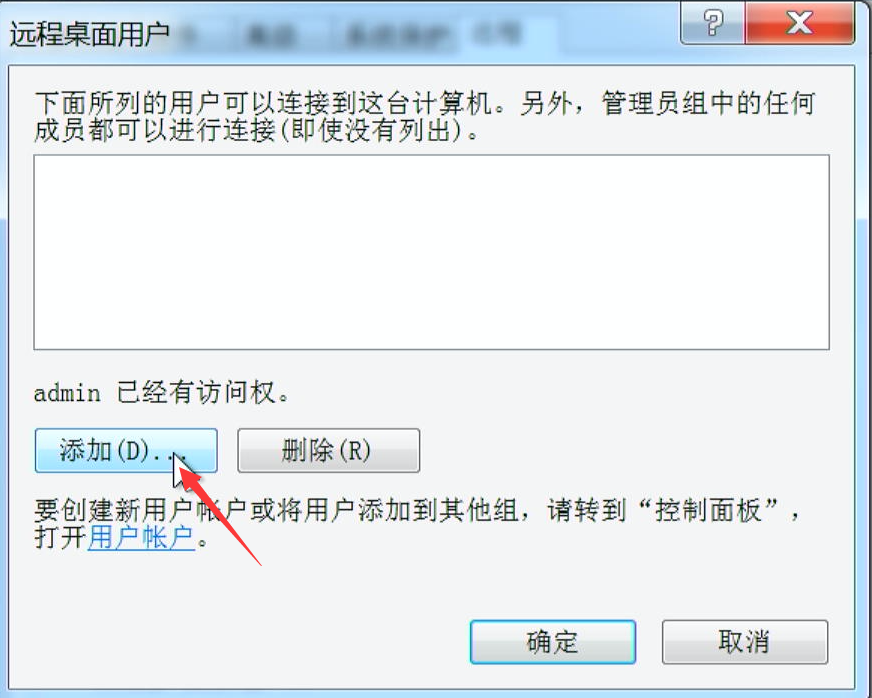 远程桌面用户
下面所列的用户可以连接到这台计算机。另外，管理员组中的任何
成员都可以进行连接(即使没有列出)。
admin 已经有访问权。
添加(D)... 删除(R)
要创建新用户帐户或将用户添加到其他组，请转到“控制面板”，
打开用户帐户。
确定 取消